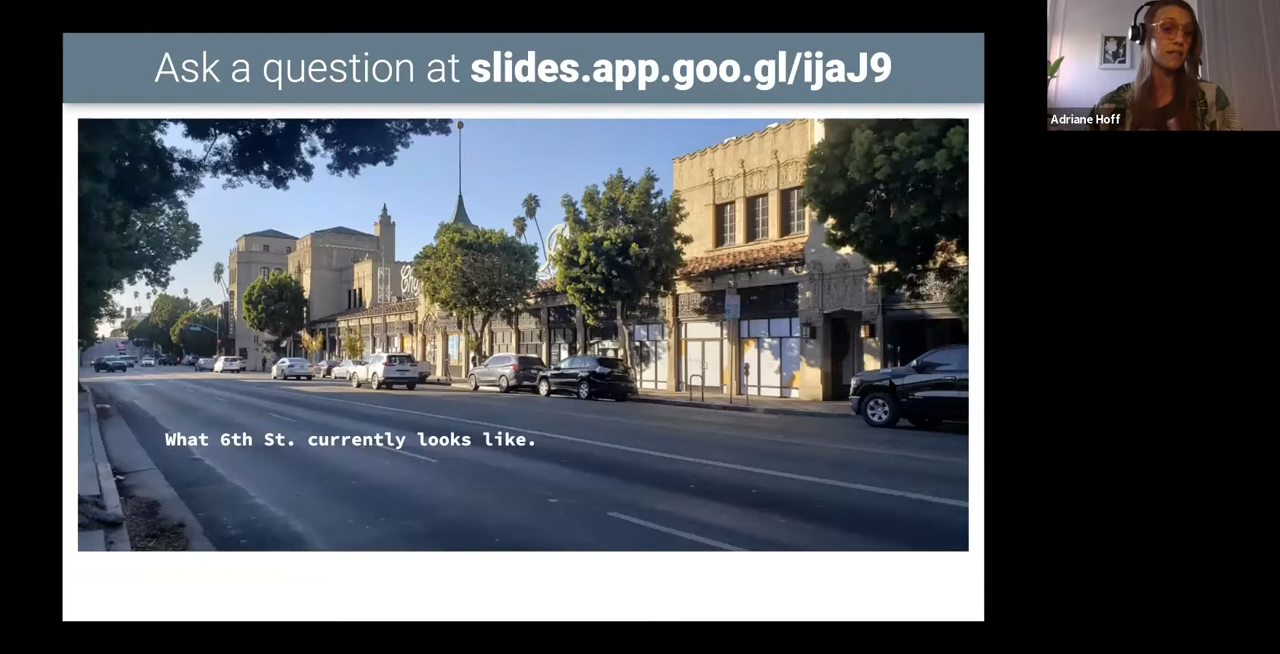 Ask a question at slides.app.goo.gl/ijaJ9
Adriane Hoff
What 6th St. currently looks like.